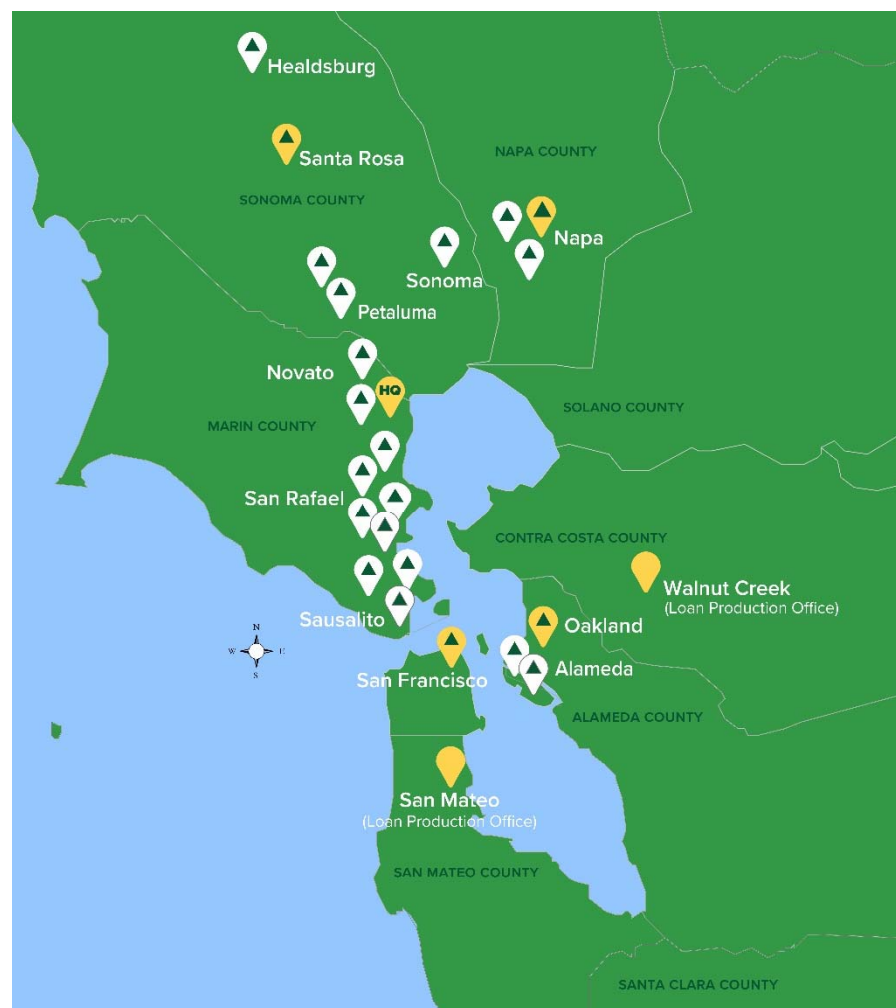 Healdsburg
Santa Rosa
NAPA COUNTY
SONOMA COUNTY
Napa
Sonoma
Petaluma
Novato
HQ
SOLANO COUNTY
MARIN COUNTY
San Rafael
CONTRA COSTA COUNTY
Walnut Creek
(Loan Production Office)
Sausalito
Oakland
N
W
E
S
San Francisco
Alameda
ALAMEDA COUNTY
San Mateo
(Loan Production Office)
SAN MATEO COUNTY
SANTA CLARA COUNTY